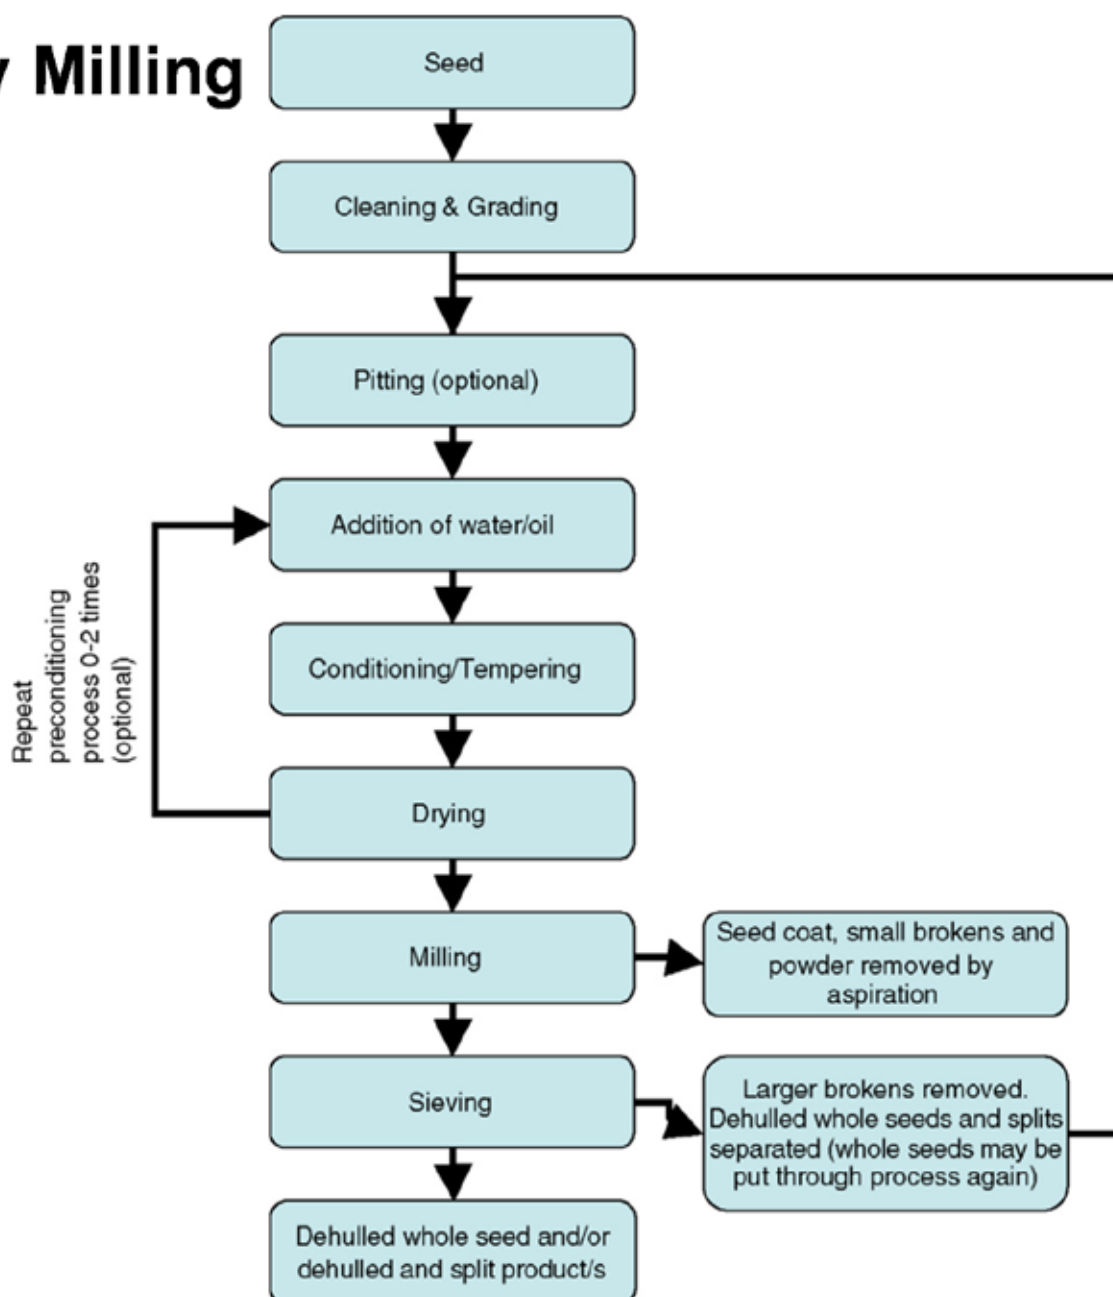 y Milling
Seed
Cleaning & Grading
Pitting (optional)
Addition of water/oil
Conditioning/Tempering
Repeat
preconditioning
process 0-2 times
(optional)
Drying
Milling
Seed coat, small brokens and
powder removed by
aspiration
Sieving
Larger brokens removed.
Dehulled whole seeds and splits
separated (whole seeds may be
put through process again)
Dehulled whole seed and/or
dehulled and split product/s